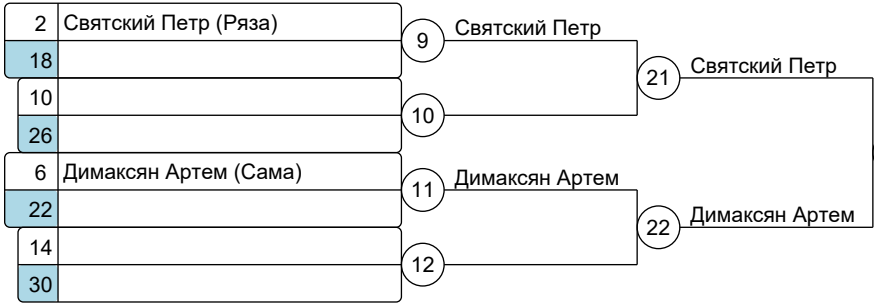 2 Святский Петр (Ряза)
9 Святский Петр
18
21 Святский Петр
10
10
26
6 Димаксян Артем (Сама)
11 Димаксян Артем
22
22 Димаксян Артем
14
12
30